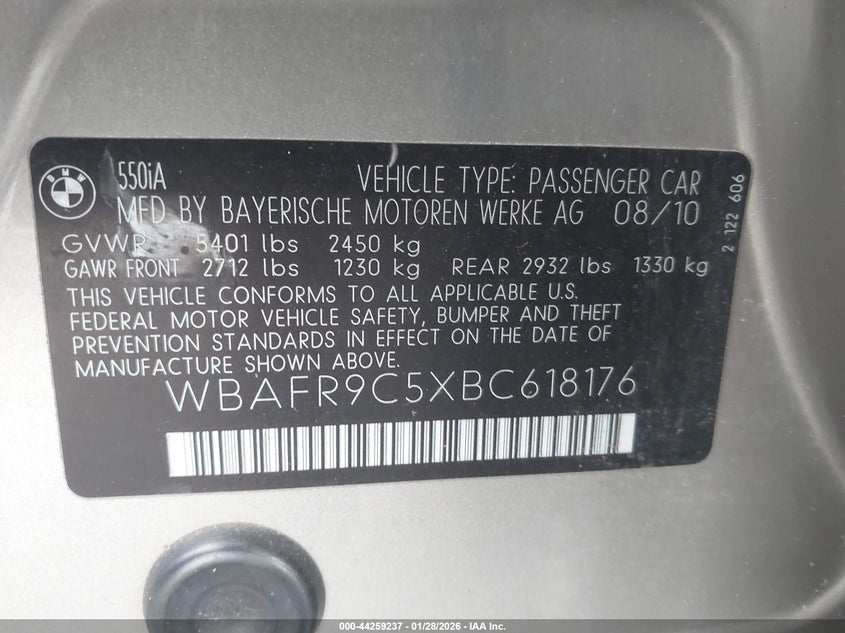 BMW
550iA VEHICLE TYPE: PASSENGER CAR
MFD BY BAYERISCHE MOTOREN WERKE AG 08/10
GVWR 5401 lbs 2450 kg
GAWR FRONT 2712 lbs 1230 kg REAR 2932 lbs 1330 kg
THIS VEHICLE CONFORMS TO ALL APPLICABLE U.S.
FEDERAL MOTOR VEHICLE SAFETY, BUMPER AND THEFT
PREVENTION STANDARDS IN EFFECT ON THE DATE OF
MANUFACTURE SHOWN ABOVE.
WBAFR9C5XBC618176
2 122 606
000-44259237 - 01/28/2026 - IAA Inc.